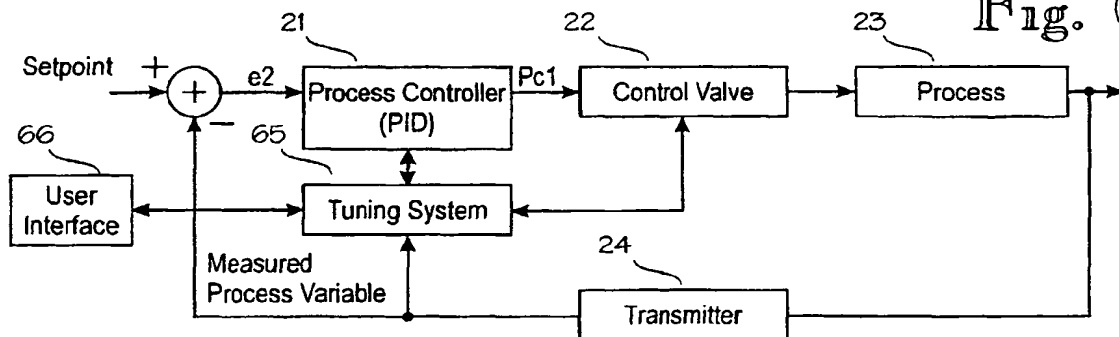 Fig.
21
22
23
Setpoint
+
e2
Process Controller
(PID)
Pc1
Control Valve
Process
+
−
66
65
User
Interface
Tuning System
Measured
Process Variable
24
Transmitter